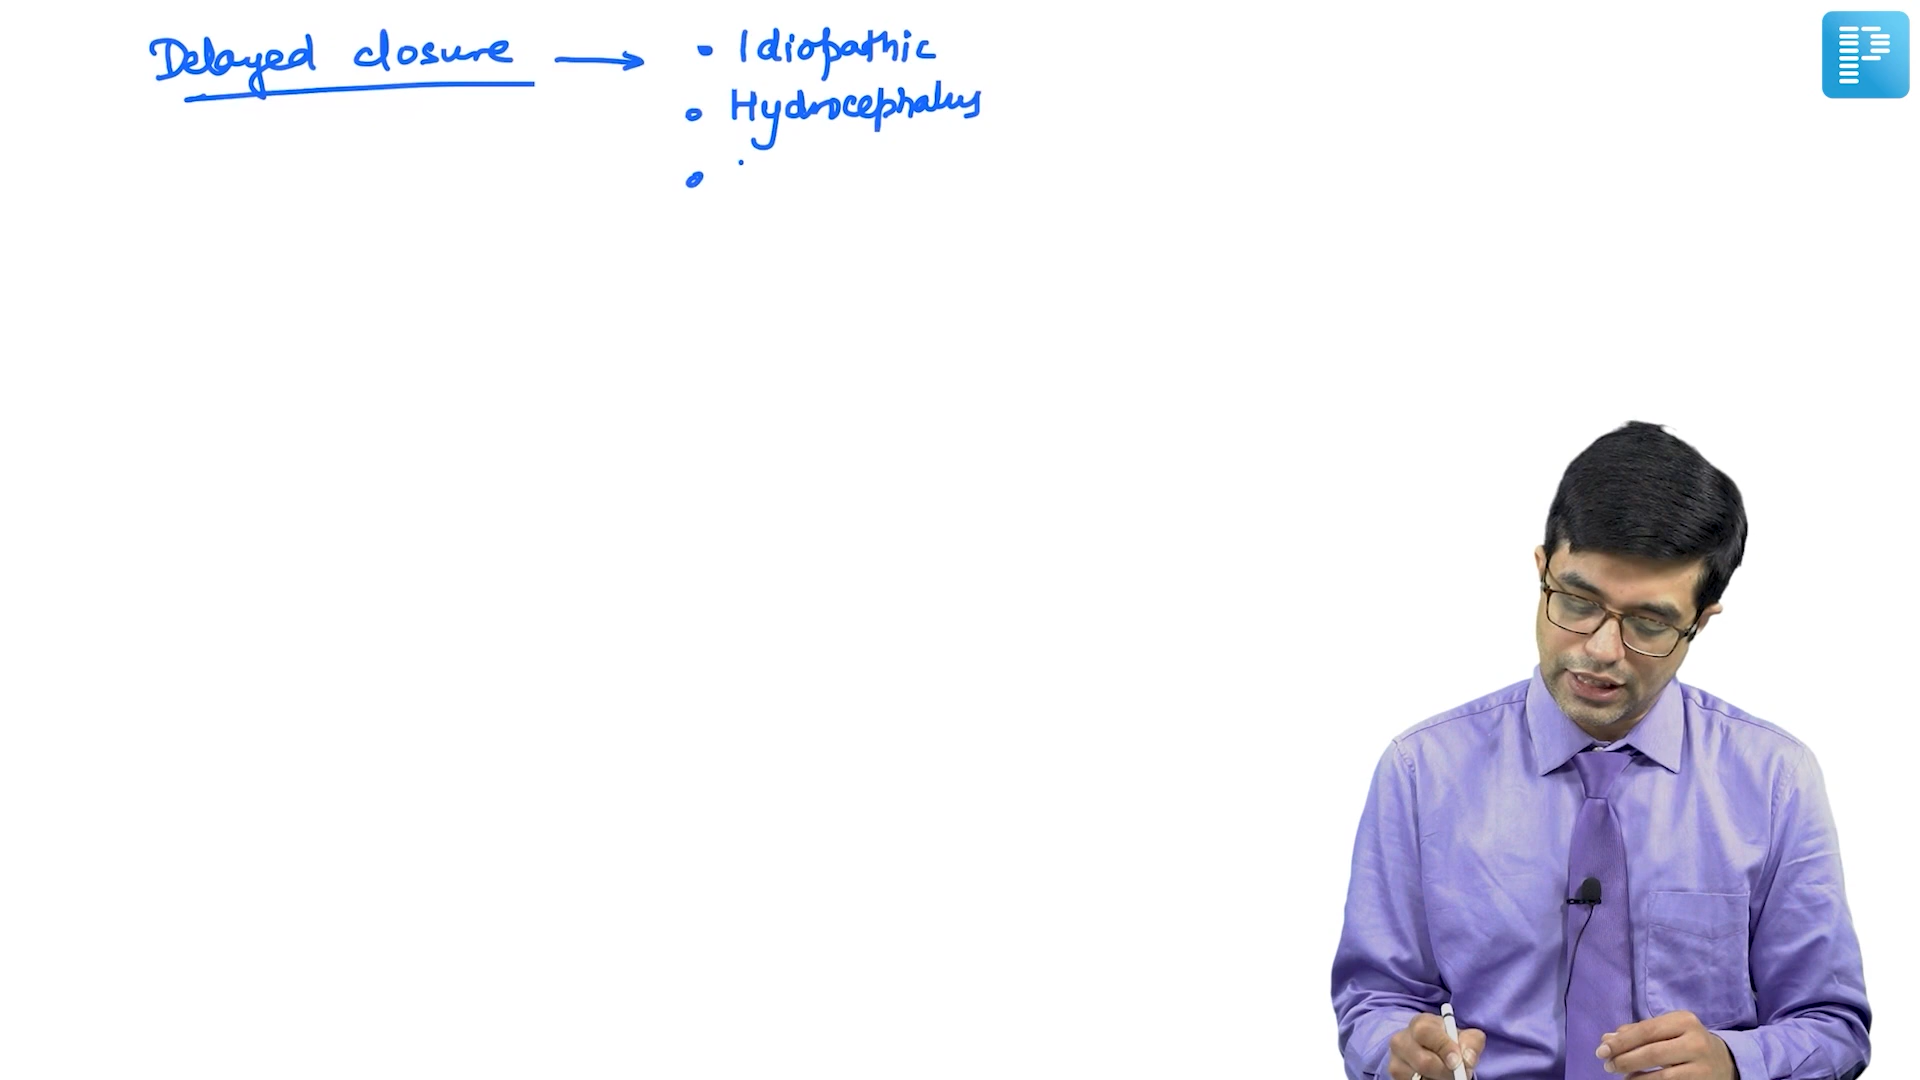 Delayed closure → • Idiopathic
• Hydrocephalus
•